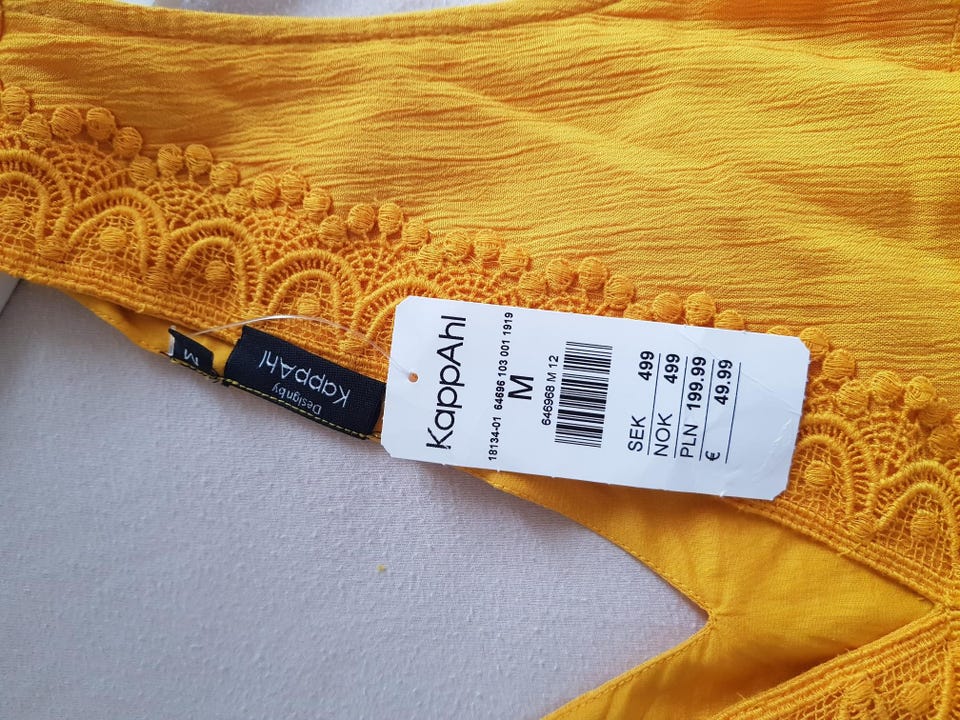 KappAhl
18134-01 64696 103 001 1919
M
646968 M 12
SEK 499
NOK 499
PLN 199.99
€ 49.99
Design by
KappAhl
M